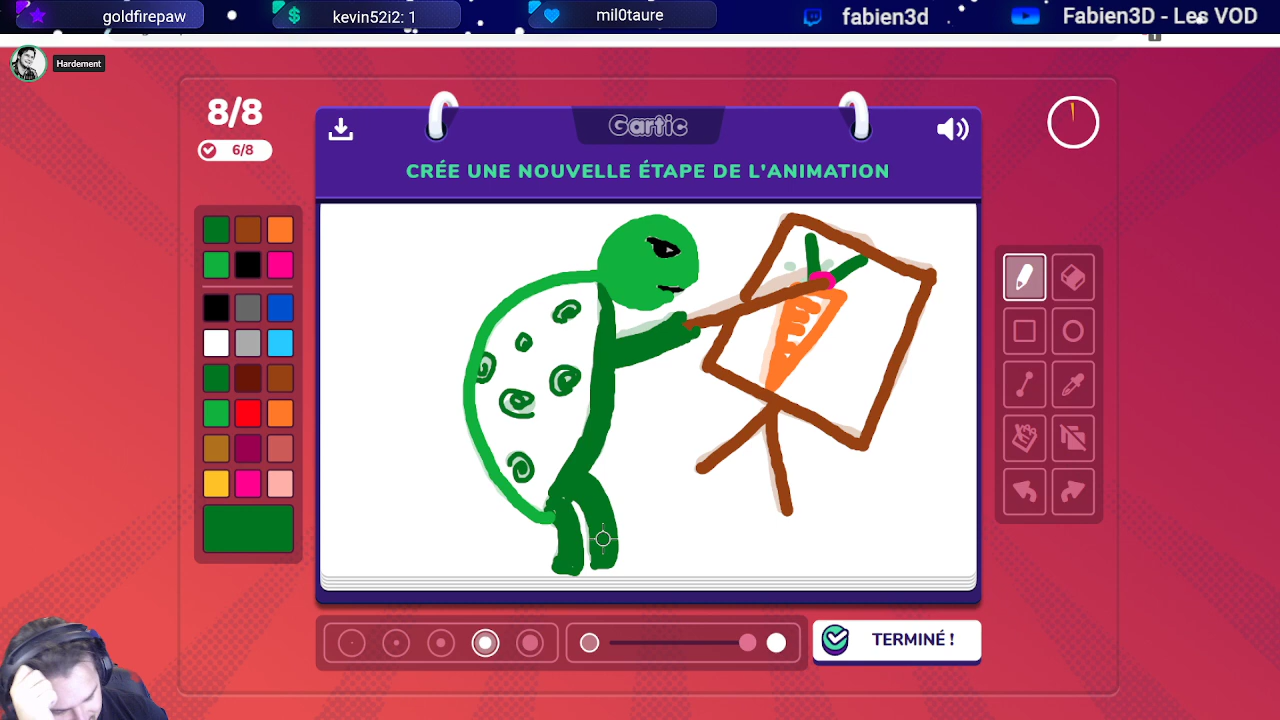 goldfirepaw
kevin52i2: 1
mil0taure
fabien3d
Fabien3D - Les VOD
Hardement
8/8
6/8
Gartic
CRÉE UNE NOUVELLE ÉTAPE DE L'ANIMATION
TERMINÉ !